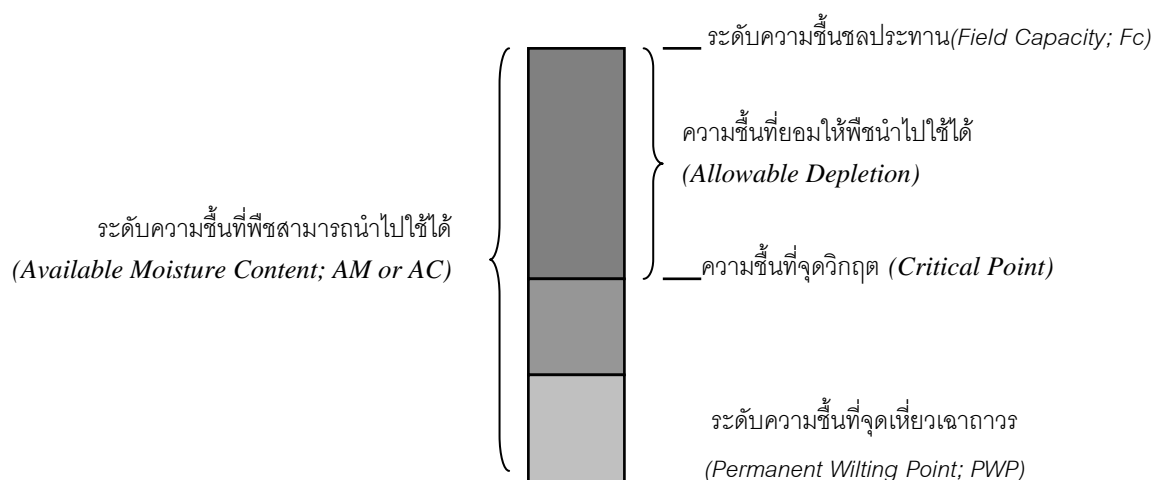 ระดับความชื้นชลประทาน(Field Capacity; Fc)
ความชื้นที่ยอมให้พืชนำไปใช้ได้
(Allowable Depletion)
ระดับความชื้นที่พืชสามารถนำไปใช้ได้
(Available Moisture Content; AM or AC)
ความชื้นที่จุดวิกฤต (Critical Point)
ระดับความชื้นที่จุดเหี่ยวเฉาถาวร
(Permanent Wilting Point; PWP)